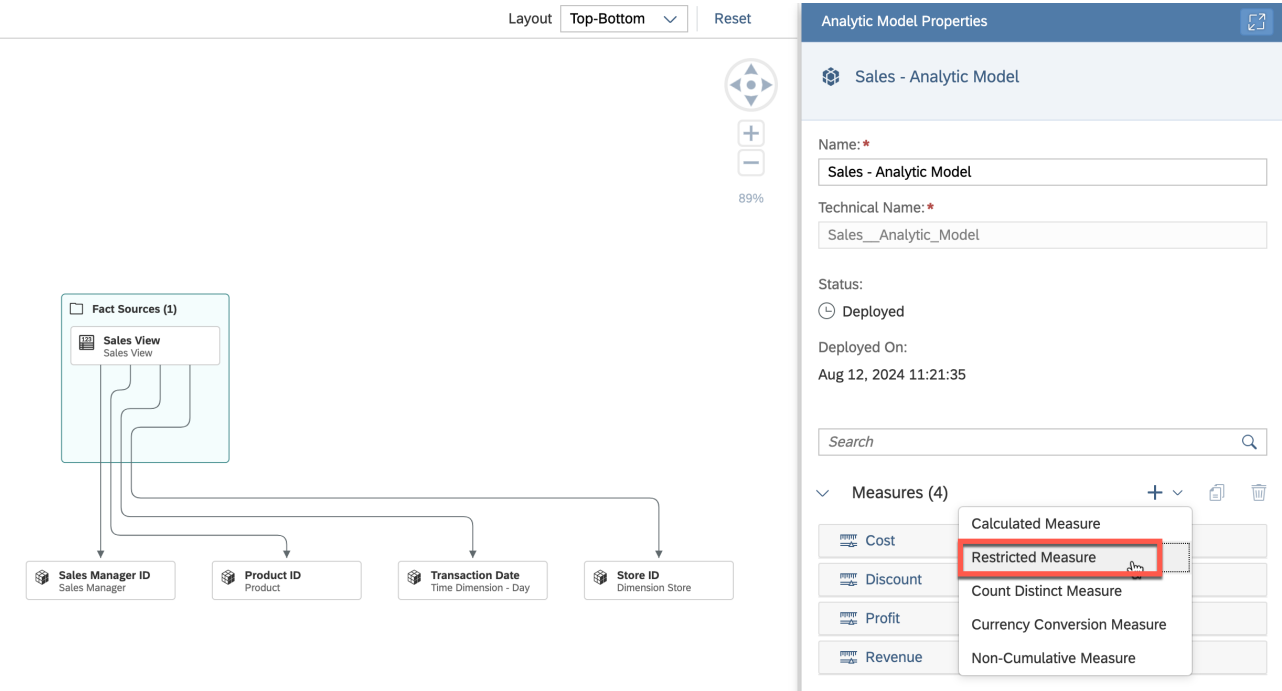 Layout Top-Bottom Reset
89%
Fact Sources (1)
Sales View
Sales View
Sales Manager ID
Sales Manager
Product ID
Product
Transaction Date
Time Dimension - Day
Store ID
Dimension Store
Analytic Model Properties
Sales - Analytic Model
Name:*
Sales - Analytic Model
Technical Name:*
Sales__Analytic_Model
Status:
Deployed
Deployed On:
Aug 12, 2024 11:21:35
Search
Measures (4)
Cost
Discount
Profit
Revenue
Calculated Measure
Restricted Measure
Count Distinct Measure
Currency Conversion Measure
Non-Cumulative Measure